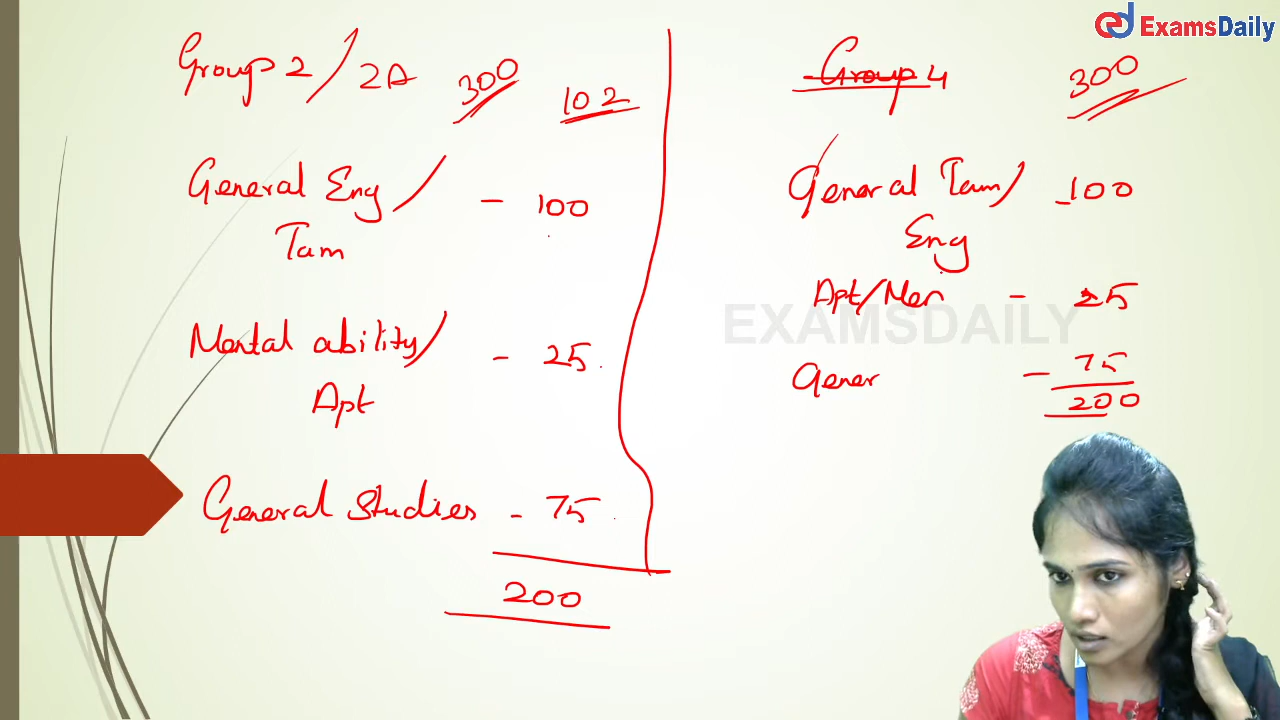 ExamsDaily
Group 2 / 2A 300 102
General Eng / - 100
Tam
Mental ability / - 25
Apt
General Studies - 75
200
Group 4 300
General Tam / - 100
Eng
Apt/Men - 25
EXAMSDAILY
Gener - 75
200